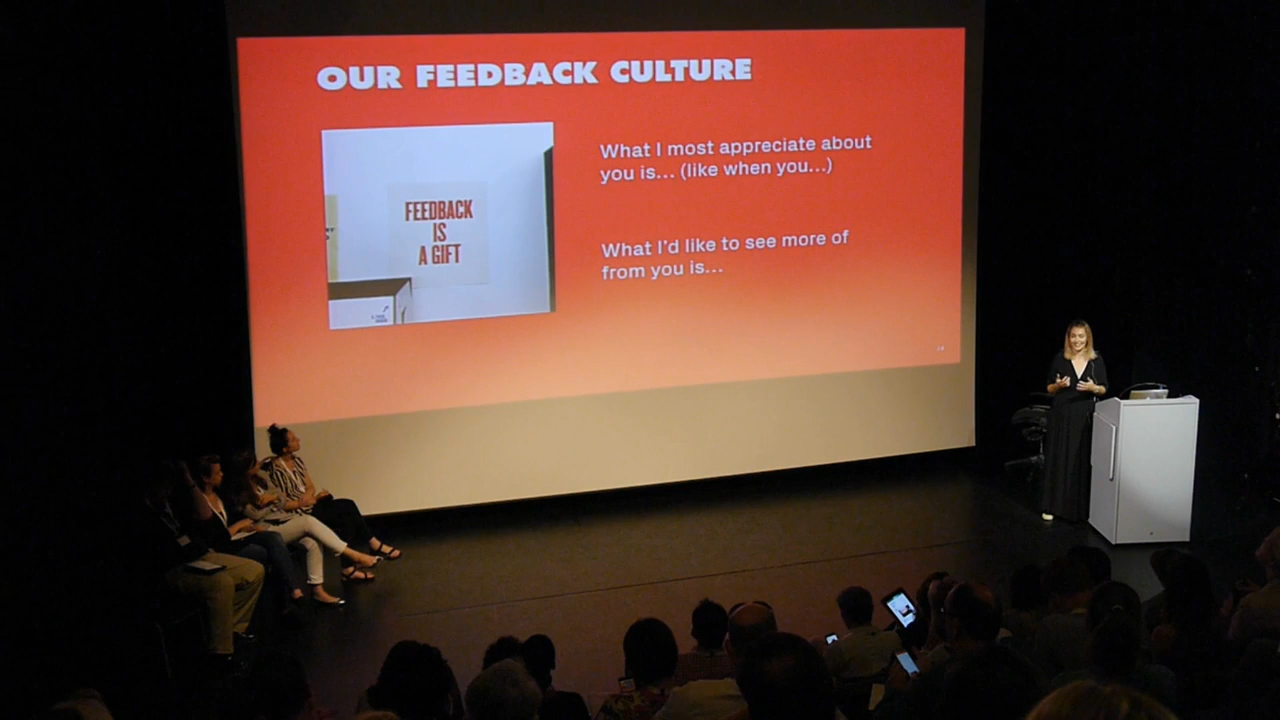 OUR FEEDBACK CULTURE
FEEDBACK
IS
A GIFT
What I most appreciate about
you is... (like when you...)
What I'd like to see more of
from you is...